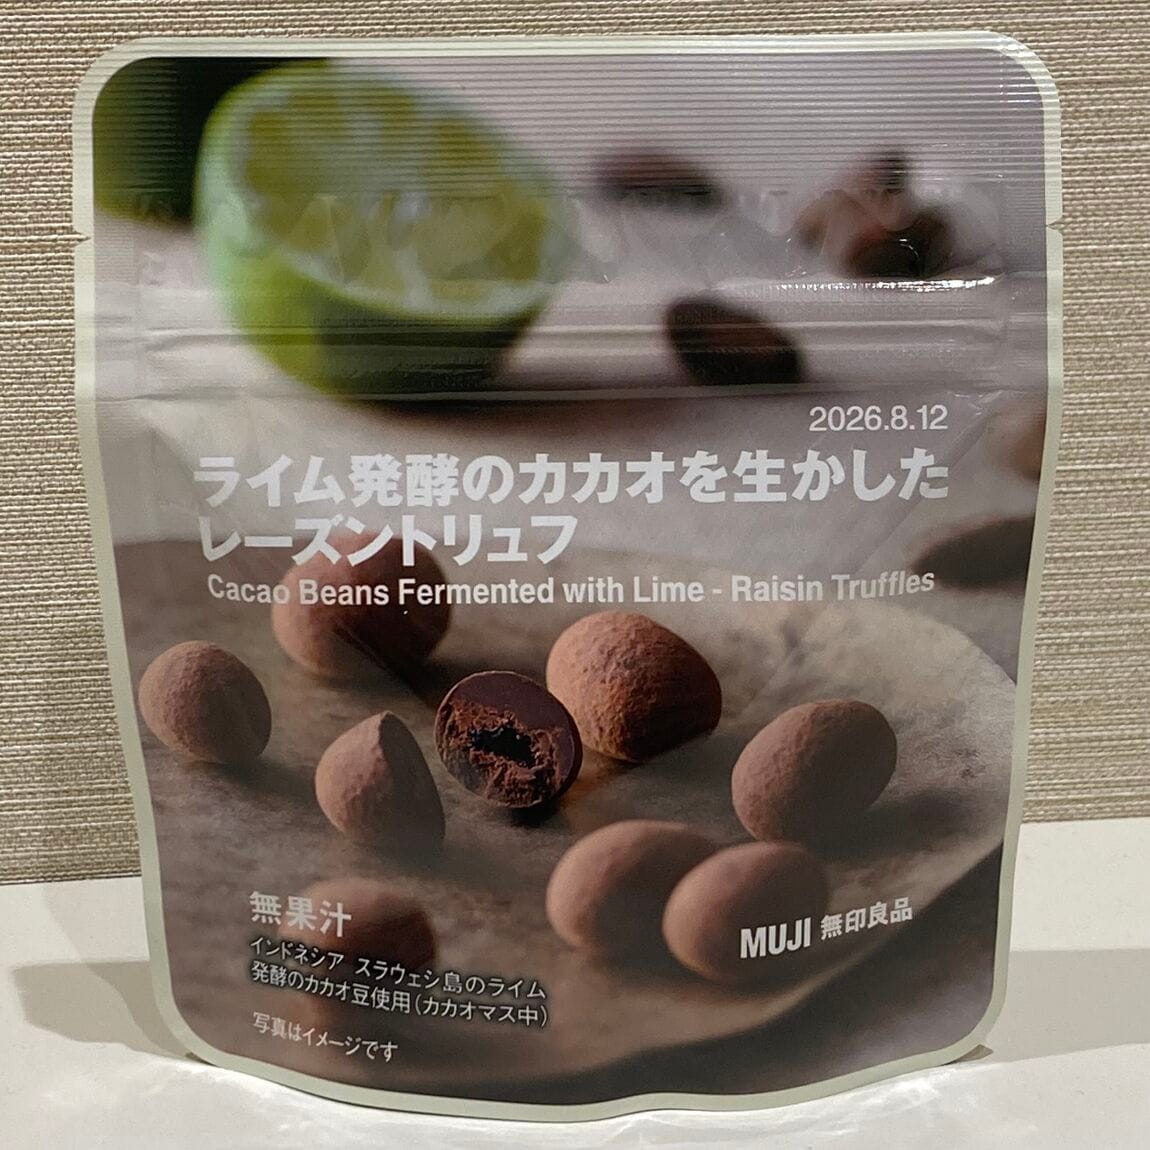 2026.8.12
ライム発酵のカカオを生かした
レーズントリュフ
Cacao Beans Fermented with Lime - Raisin Truffles
無果汁
インドネシア スラウェシ島のライム
発酵のカカオ豆使用(カカオマス中)
写真はイメージです
MUJI 無印良品